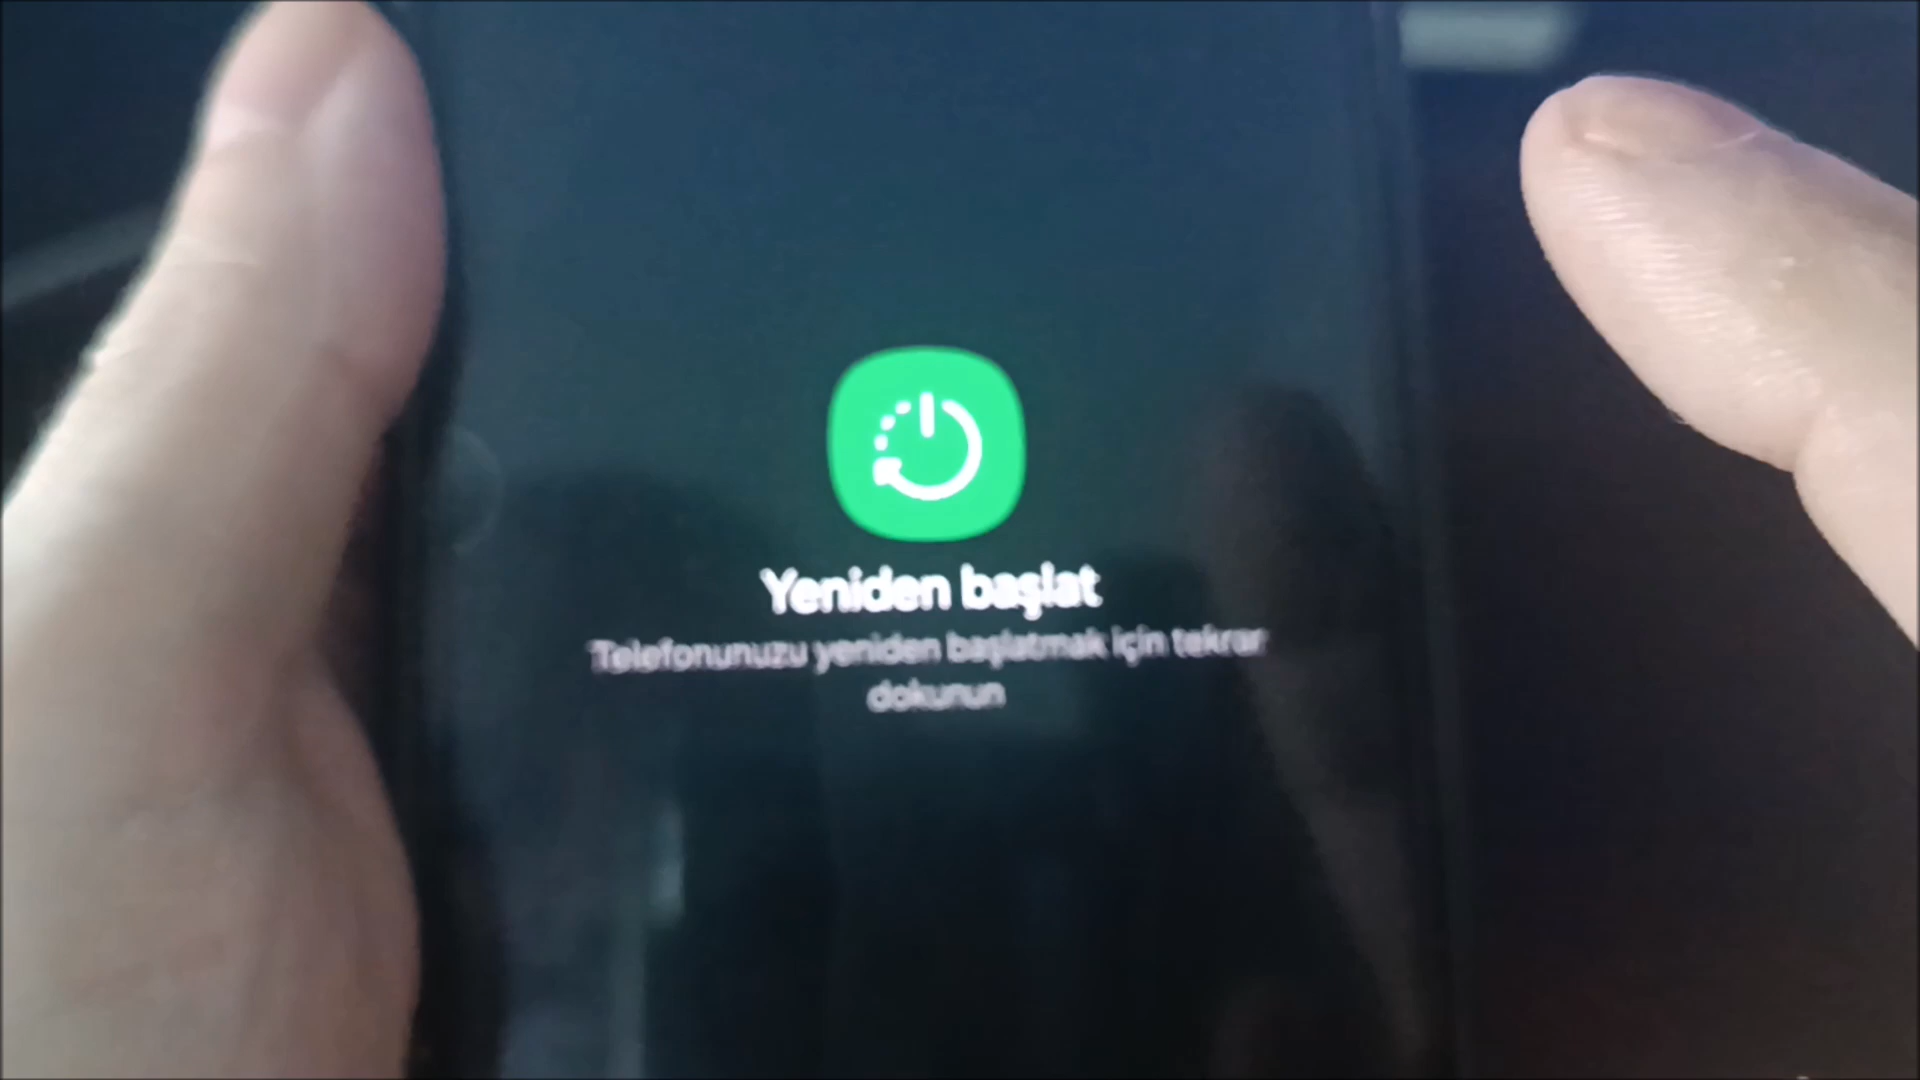 Yeniden başlat
Telefonunuzu yeniden başlatmak için tekrar
dokunun